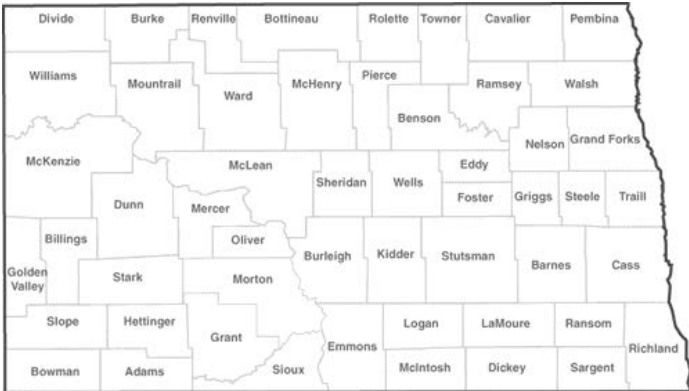 Divide
Burke
Renville
Bottineau
Rolette
Towner
Cavalier
Pembina
Williams
Mountrail
Ward
McHenry
Pierce
Ramsey
Walsh
Benson
Nelson
Grand Forks
McKenzie
McLean
Sheridan
Wells
Eddy
Foster
Griggs
Steele
Traill
Dunn
Mercer
Oliver
Billings
Golden
Valley
Stark
Morton
Burleigh
Kidder
Stutsman
Barnes
Cass
Slope
Hettinger
Grant
Emmons
Logan
LaMoure
Ransom
Richland
Bowman
Adams
Sioux
McIntosh
Dickey
Sargent